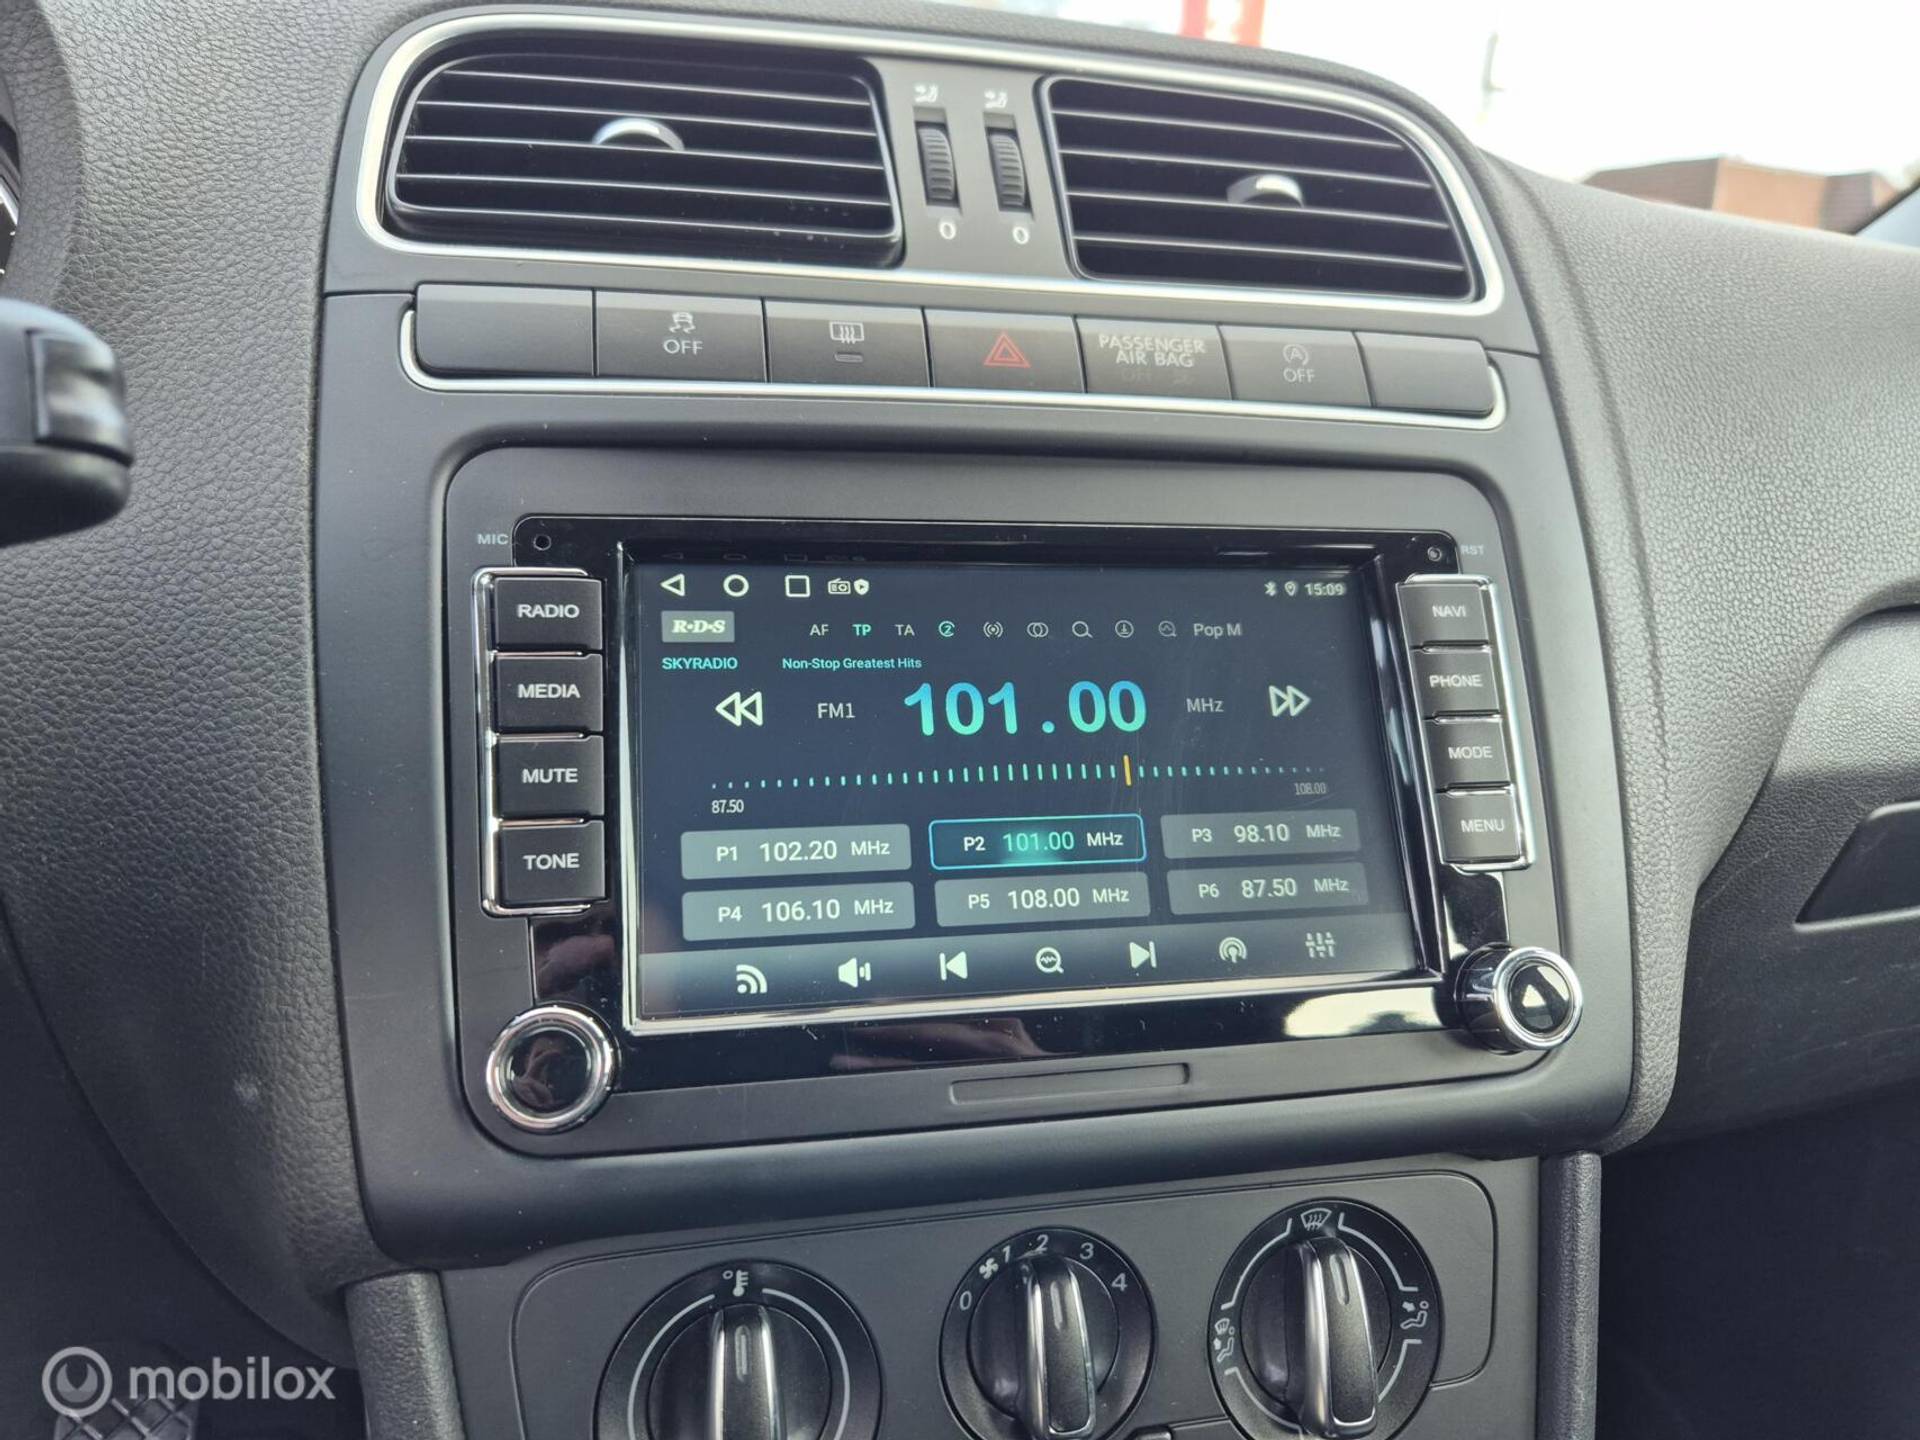 0 0
OFF
PASSENGER
AIR BAG
A
OFF
MIC
RST
RADIO
MEDIA
MUTE
TONE
15:09
R·D·S
AF TP TA 2 Pop M
SKYRADIO Non-Stop Greatest Hits
FM1 101.00 MHz
87.50 108.00
P1 102.20 MHz P2 101.00 MHz P3 98.10 MHz
P4 106.10 MHz P5 108.00 MHz P6 87.50 MHz
NAVI
PHONE
MODE
MENU
0 1 2 3 4
mobilox